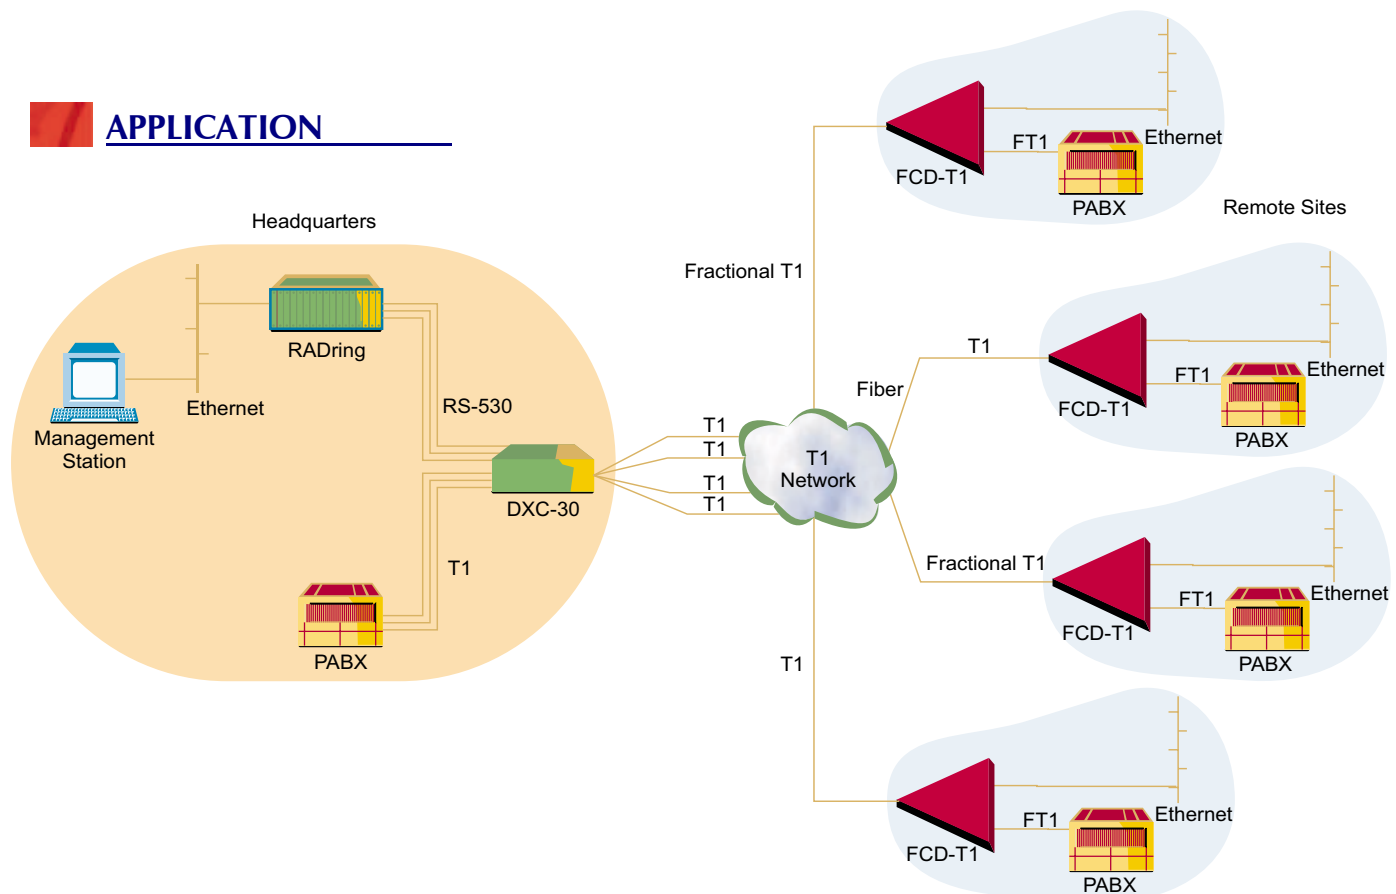 APPLICATION
Headquarters
RADring
Ethernet
Management
Station
RS-530
DXC-30
T1
PABX
T1
T1
T1
T1
T1
Network
Fractional T1
Fiber
T1
Fractional T1
T1
Remote Sites
FCD-T1
FT1
Ethernet
PABX
FCD-T1
FT1
Ethernet
PABX
FCD-T1
FT1
Ethernet
PABX
FCD-T1
FT1
Ethernet
PABX